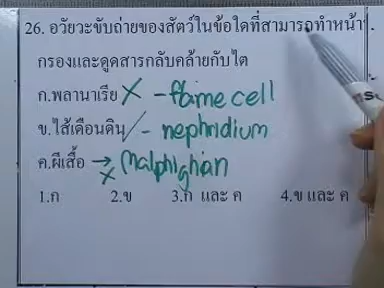 26. อวัยวะขับถ่ายของสัตว์ในข้อใดที่สามารถทำหน้า
กรองและดูดสารกลับคล้ายกับไต
ก.พลานาเรีย ✗ - flame cell
ข.ไส้เดือนดิน ✓ - nephridium
ค.ผีเสื้อ → ✗ Malphighian
1.ก 2.ข 3.ก และ ค 4.ข และ ค